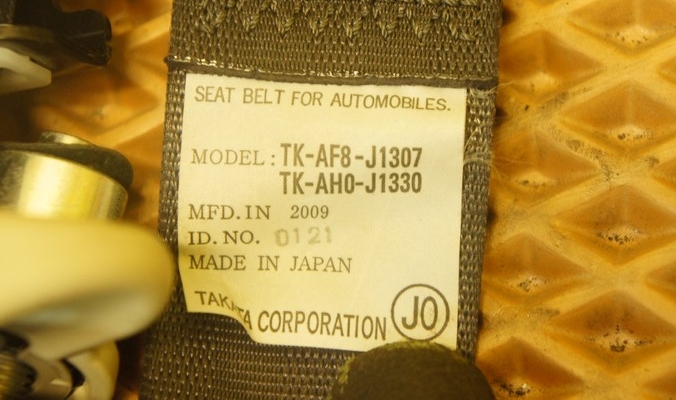 SEAT BELT FOR AUTOMOBILES.
MODEL: TK-AF8-J1307
TK-AH0-J1330
MFD. IN 2009
ID. NO. 0121
MADE IN JAPAN
TAKATA CORPORATION
JO